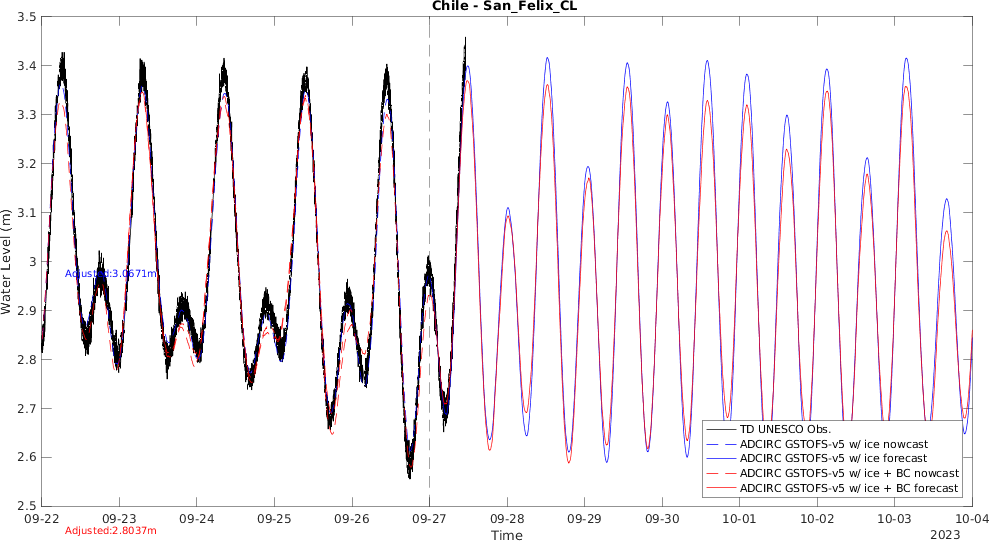 Chile - San_Felix_CL
3.5
3.4
3.3
3.2
3.1
3
2.9
2.8
2.7
2.6
2.5
Water Level (m)
Adjusted:3.0671m
Adjusted:2.8037m
TD UNESCO Obs.
ADCIRC GSTOFS-v5 w/ ice nowcast
ADCIRC GSTOFS-v5 w/ ice forecast
ADCIRC GSTOFS-v5 w/ ice + BC nowcast
ADCIRC GSTOFS-v5 w/ ice + BC forecast
09-22 09-23 09-24 09-25 09-26 09-27 09-28 09-29 09-30 10-01 10-02 10-03 10-04
Time
2023